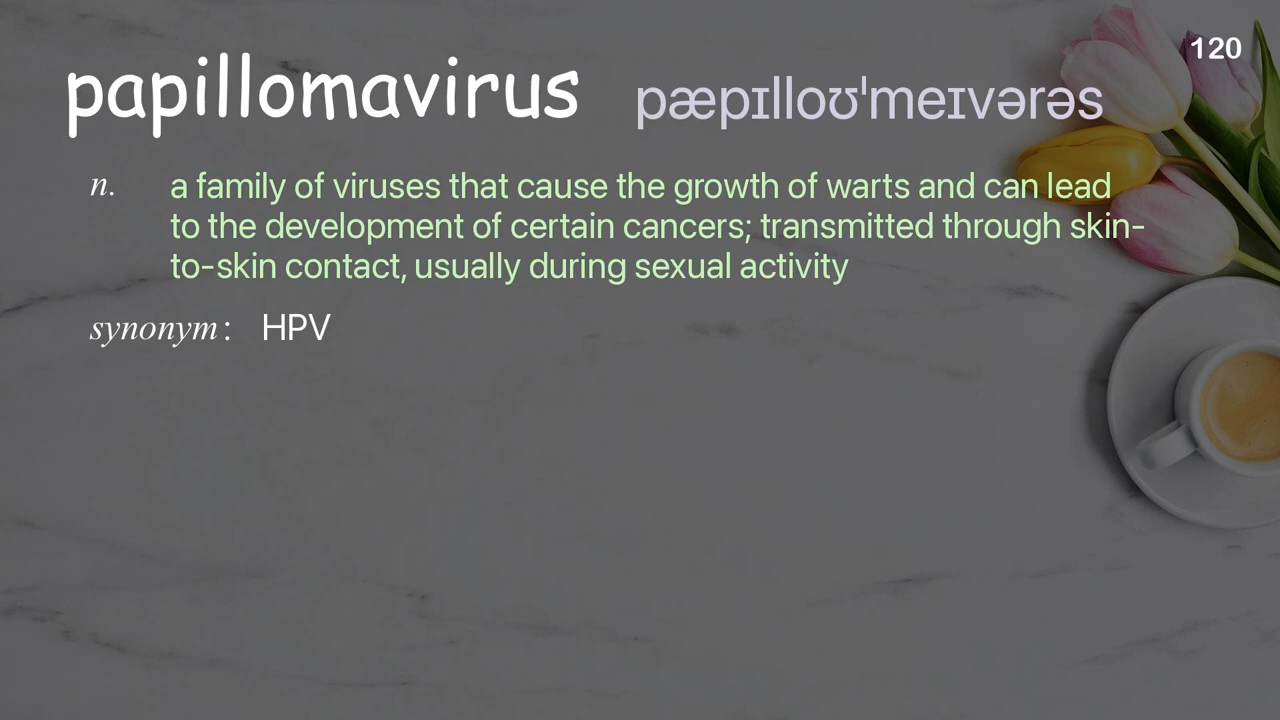 120
papillomavirus pæpɪlloʊˈmeɪvərəs
n. a family of viruses that cause the growth of warts and can lead
to the development of certain cancers; transmitted through skin-
to-skin contact, usually during sexual activity
synonym: HPV